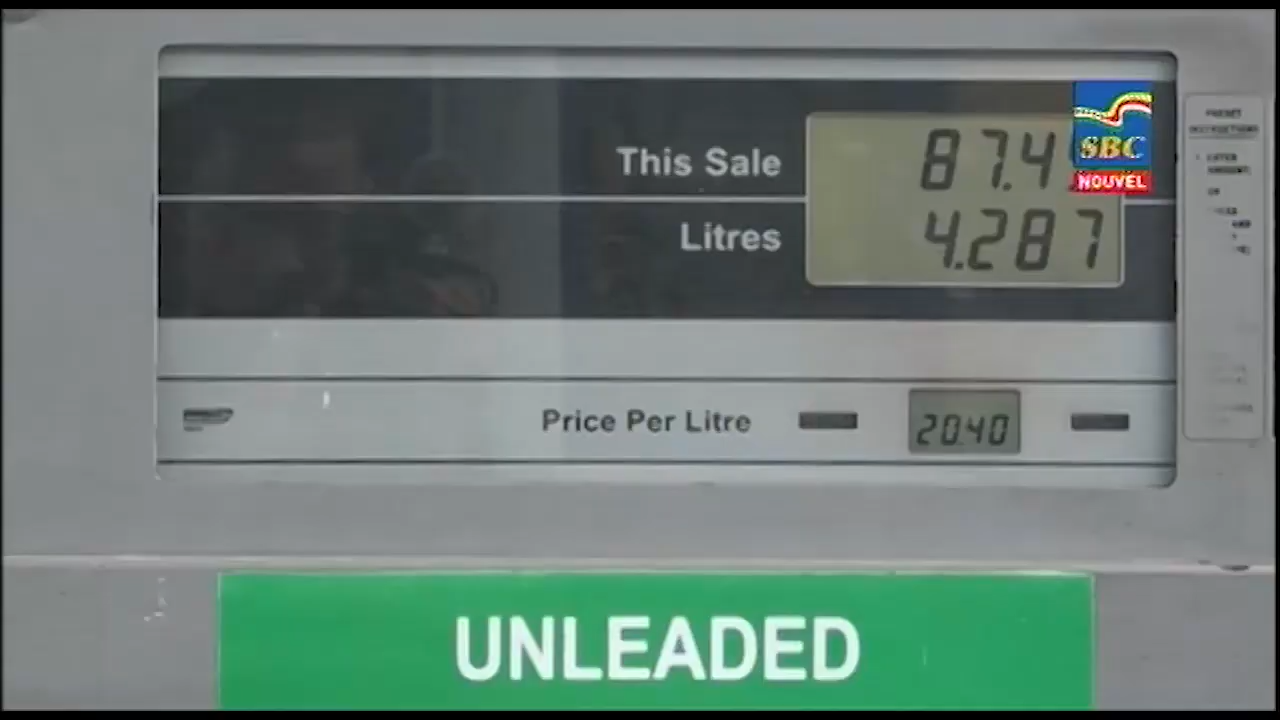 This Sale 87.4
SBC
NOUVEL
Litres 4.287
Price Per Litre 20.40
UNLEADED